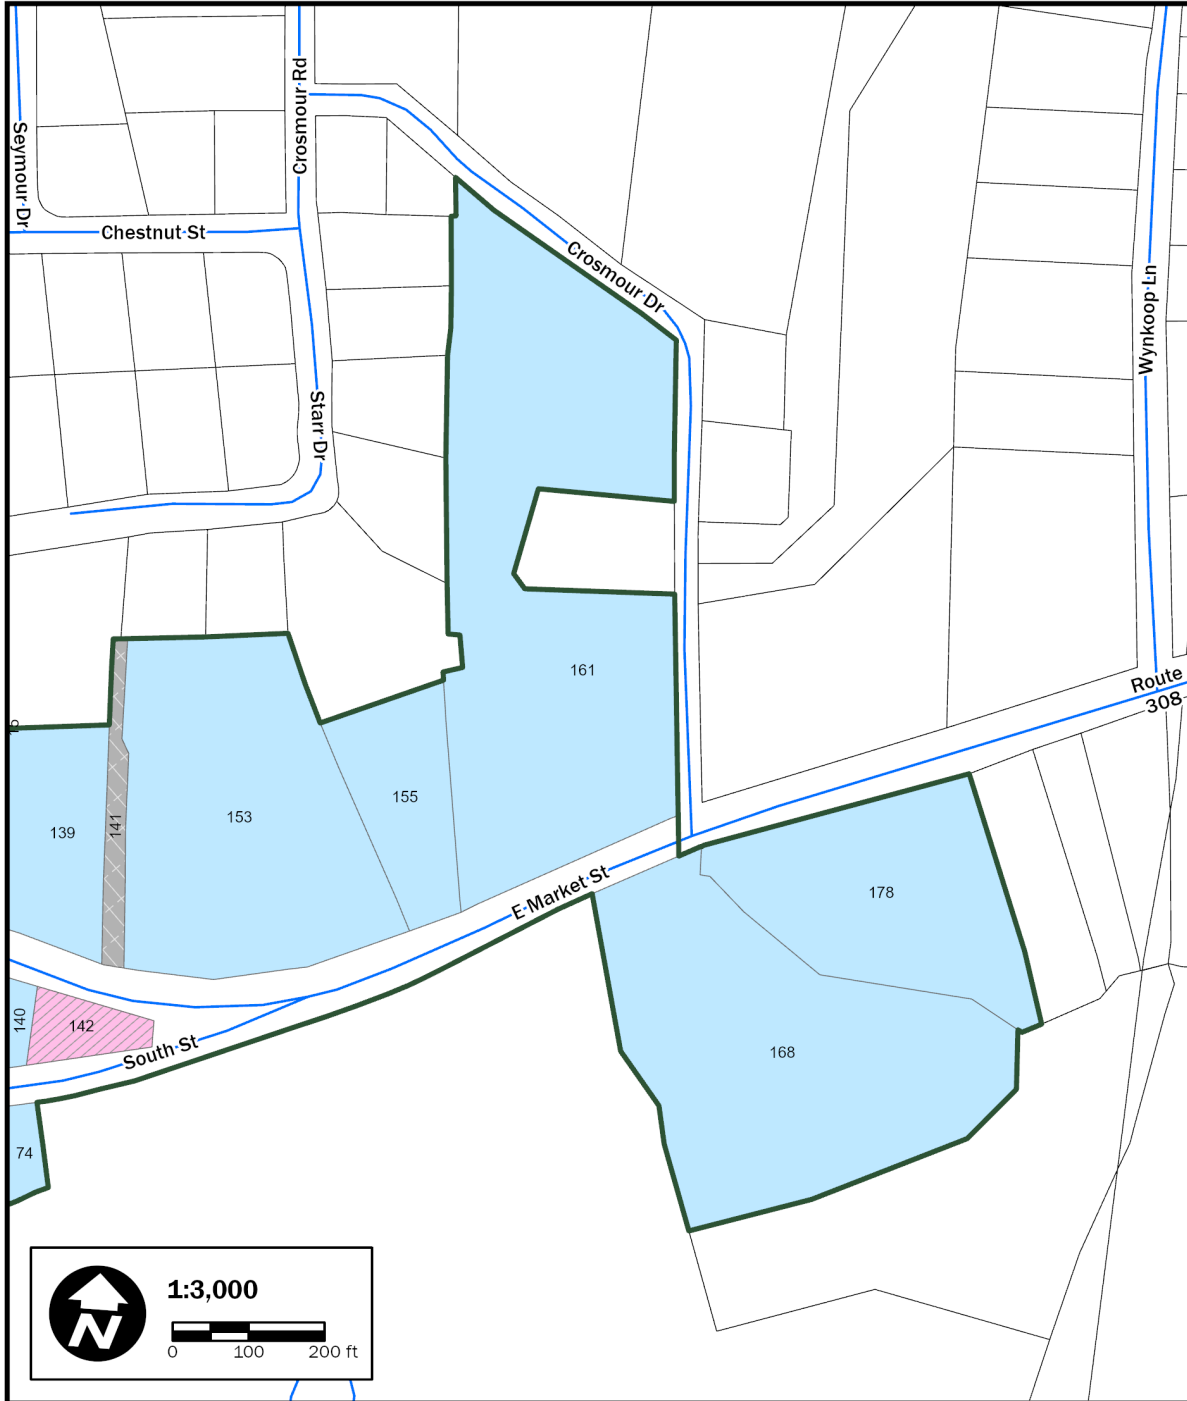 Crosmour Rd
Seymour Dr
Chestnut St
Crosmour Dr
Wynkoop Ln
Starr Dr
161
Route
308
155
153
139
141
178
E Market St
140
142
South St
168
74
1:3,000
N
0 100 200 ft